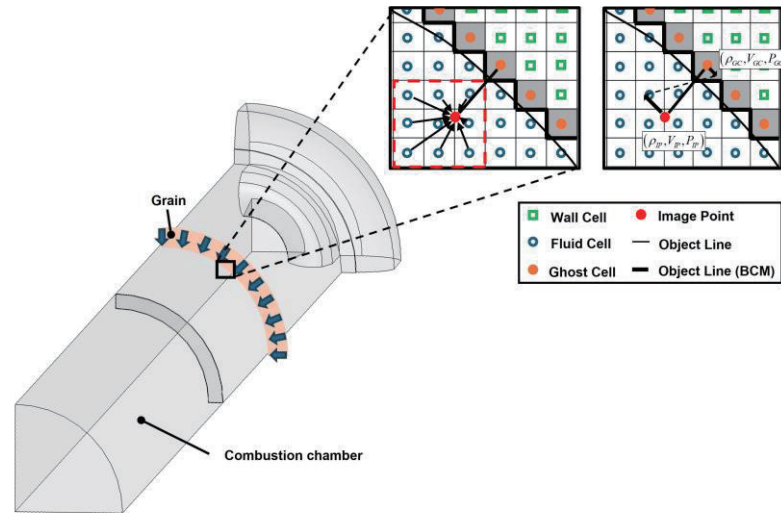 (ρGC,VGC,PGC
(ρIP,VIP,PIP)
Grain
Wall Cell
Image Point
Fluid Cell
Object Line
Ghost Cell
Object Line (BCM)
Combustion chamber